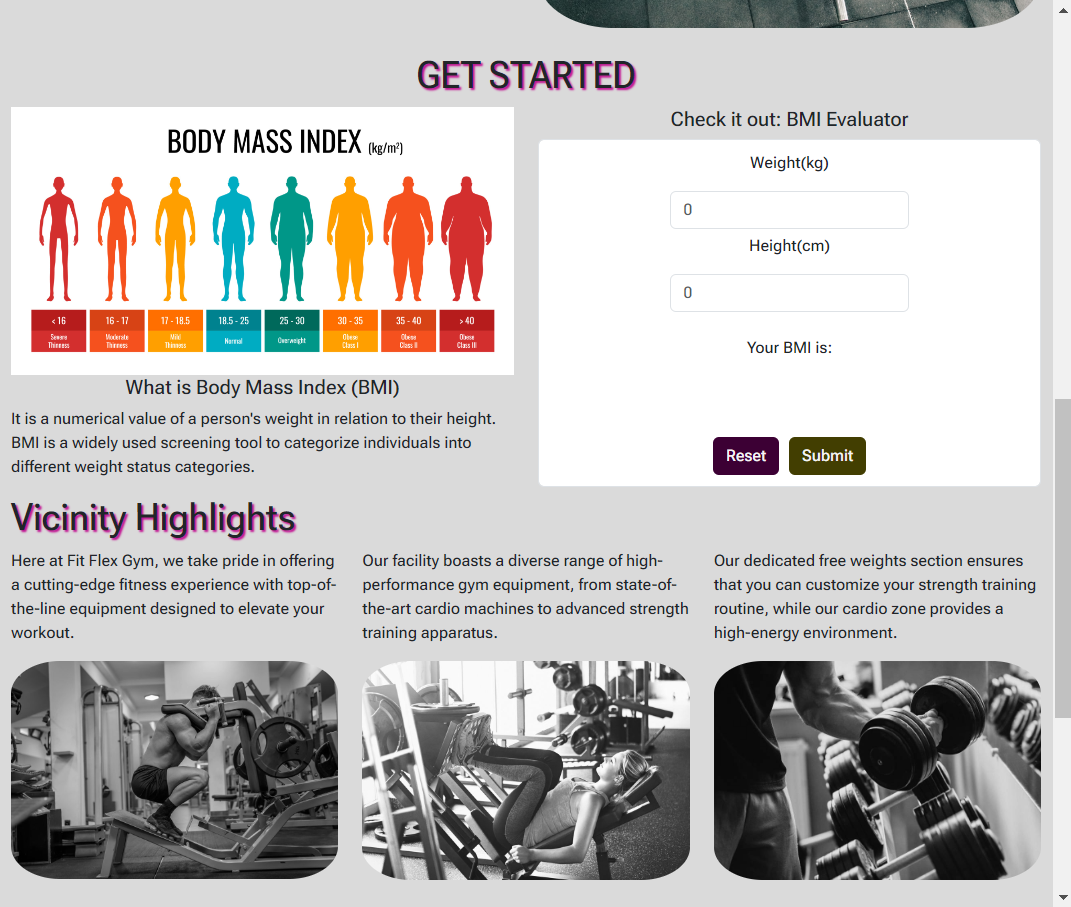 GET STARTED
BODY MASS INDEX (kg/m²)
< 16
16 - 17
17 - 18.5
18.5 - 25
25 - 30
30 - 35
35 - 40
> 40
Severe
Thinness
Moderate
Thinness
Mild
Thinness
Normal
Overweight
Obese
Class I
Obese
Class II
Obese
Class III
What is Body Mass Index (BMI)
It is a numerical value of a person's weight in relation to their height.
BMI is a widely used screening tool to categorize individuals into
different weight status categories.
Check it out: BMI Evaluator
Weight(kg)
0
Height(cm)
0
Your BMI is:
Reset
Submit
Vicinity Highlights
Here at Fit Flex Gym, we take pride in offering
a cutting-edge fitness experience with top-of-
the-line equipment designed to elevate your
workout.
Our facility boasts a diverse range of high-
performance gym equipment, from state-of-
the-art cardio machines to advanced strength
training apparatus.
Our dedicated free weights section ensures
that you can customize your strength training
routine, while our cardio zone provides a
high-energy environment.